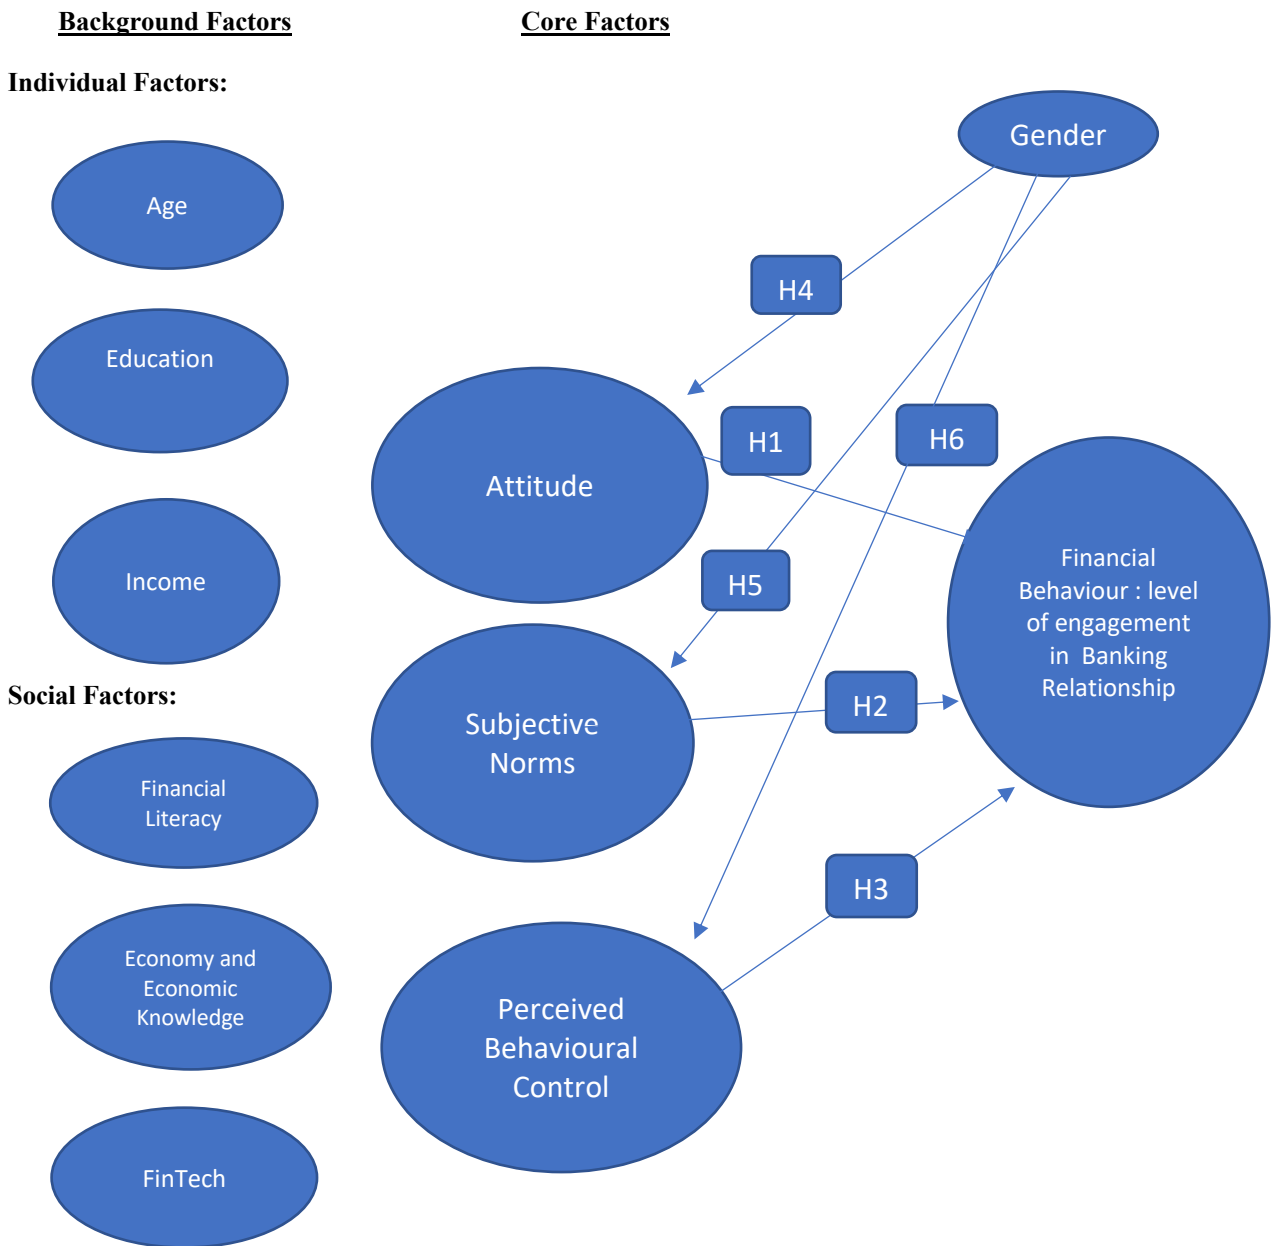 Background Factors
Core Factors
Individual Factors:
Gender
Age
H4
Education
H1
H6
Attitude
Income
H5
Financial
Behaviour : level
of engagement
in Banking
Relationship
Social Factors:
Subjective
Norms
H2
Financial
Literacy
H3
Economy and
Economic
Knowledge
Perceived
Behavioural
Control
FinTech